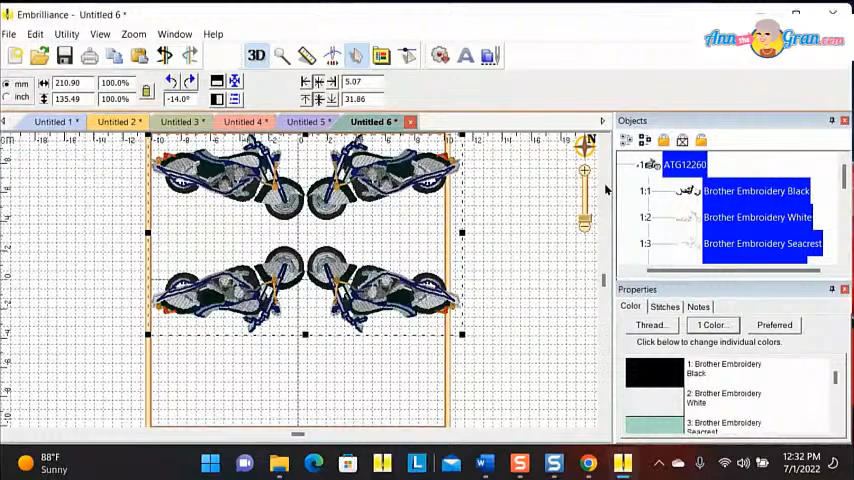 Embrilliance - Untitled 6 *
Ann the Gran.com
File Edit Utility View Zoom Window Help
3D
mm 210.90 100.0% 5.07
inch 135.49 100.0% -14.0° 31.86
Untitled 1 * Untitled 2 * Untitled 3 * Untitled 4 * Untitled 5 * Untitled 6 *
Objects
N
ATG12260
1:1 Brother Embroidery Black
1:2 Brother Embroidery White
1:3 Brother Embroidery Seacrest
Properties
Color Stitches Notes
Thread... 1 Color... Preferred
Click below to change individual colors.
1: Brother Embroidery
Black
2: Brother Embroidery
White
3: Brother Embroidery
Seacrest
88°F
Sunny
12:32 PM
7/1/2022